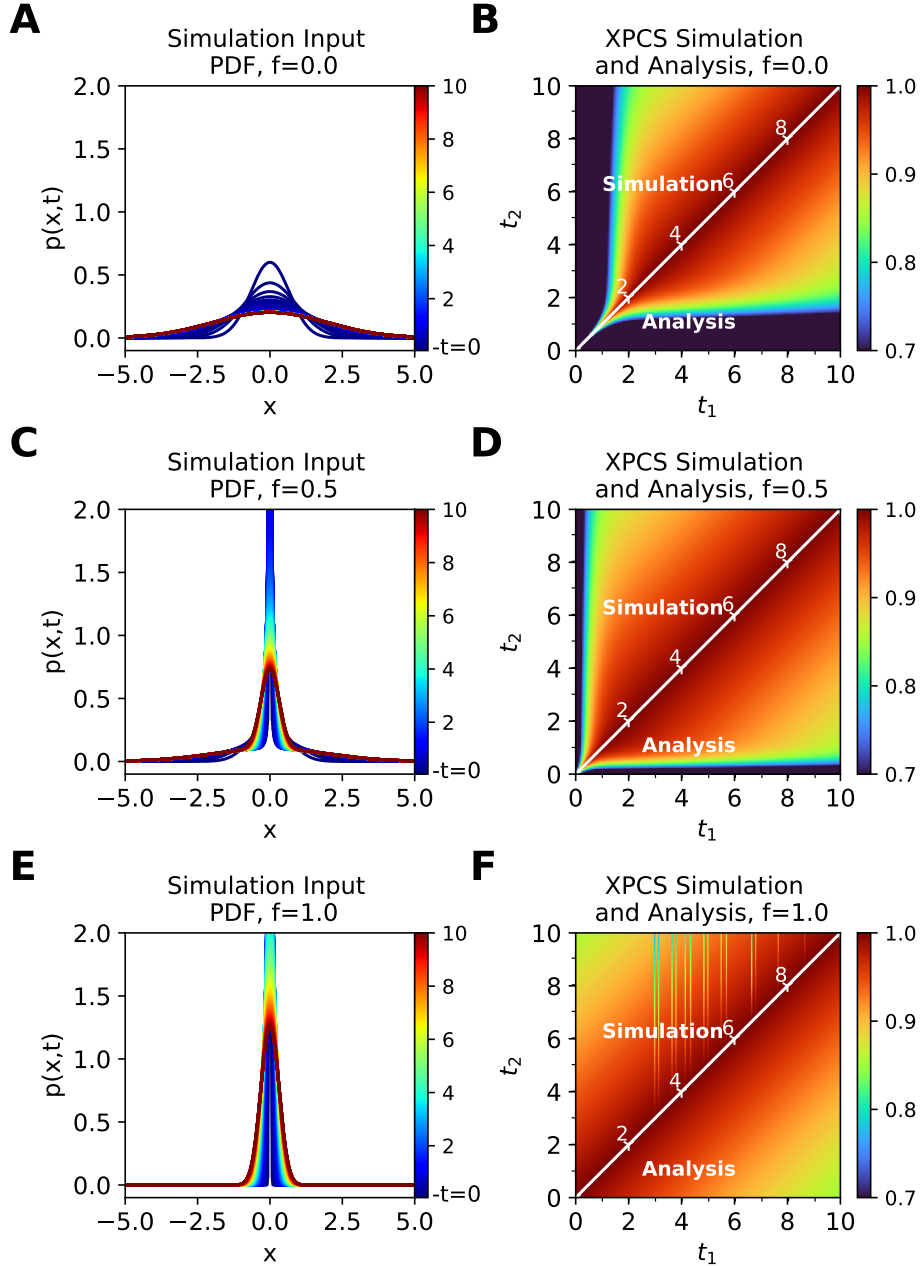 A
Simulation Input
PDF, f=0.0
p(x,t)
2.0
1.5
1.0
0.5
0.0
−5.0 −2.5 0.0 2.5 5.0
x
10
8
6
4
2
-t=0
B
XPCS Simulation
and Analysis, f=0.0
t2
10
8
6
4
2
0
Simulation
Analysis
2
4
6
8
0 2 4 6 8 10
t1
1.0
0.9
0.8
0.7
C
Simulation Input
PDF, f=0.5
p(x,t)
2.0
1.5
1.0
0.5
0.0
−5.0 −2.5 0.0 2.5 5.0
x
10
8
6
4
2
-t=0
D
XPCS Simulation
and Analysis, f=0.5
t2
10
8
6
4
2
0
Simulation
Analysis
2
4
6
8
0 2 4 6 8 10
t1
1.0
0.9
0.8
0.7
E
Simulation Input
PDF, f=1.0
p(x,t)
2.0
1.5
1.0
0.5
0.0
−5.0 −2.5 0.0 2.5 5.0
x
10
8
6
4
2
-t=0
F
XPCS Simulation
and Analysis, f=1.0
t2
10
8
6
4
2
0
Simulation
Analysis
2
4
6
8
0 2 4 6 8 10
t1
1.0
0.9
0.8
0.7